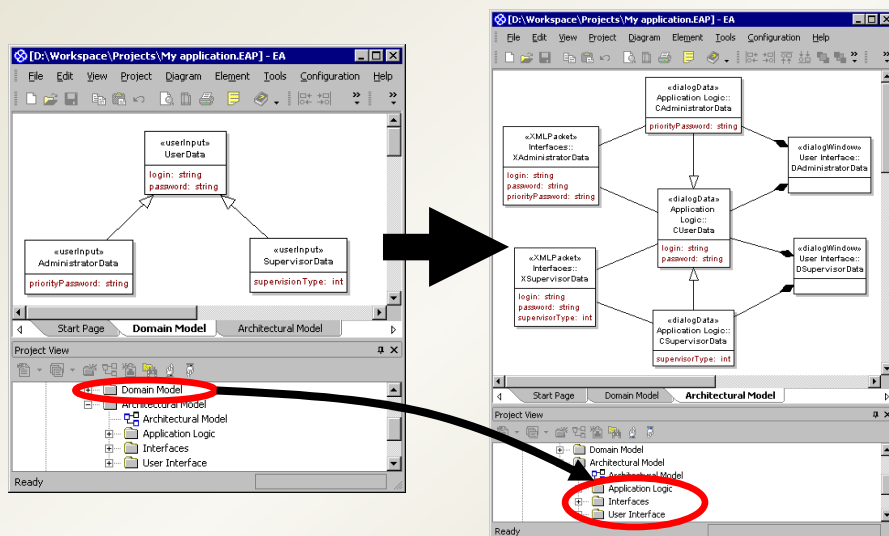 [D:\Workspace\Projects\My application.EAP] - EA
File Edit View Project Diagram Element Tools Configuration Help
«userInput»
UserData
login: string
password: string
«userInput»
AdministratorData
priorityPassword: string
«userInput»
SupervisorData
supervisionType: int
Start Page Domain Model Architectural Model
Project View
Domain Model
Architectural Model
Architectural Model
Application Logic
Interfaces
User Interface
Ready
[D:\Workspace\Projects\My application.EAP] - EA
File Edit View Project Diagram Element Tools Configuration Help
«dialogData»
Application Logic::
CAdministratorData
priorityPassword: string
«XMLPacket»
Interfaces::
XAdministratorData
login: string
password: string
priorityPassword: string
«dialogWindow»
User Interface::
DAdministratorData
«dialogData»
Application
Logic::
CUserData
login: string
password: string
«XMLPacket»
Interfaces::
XSupervisorData
login: string
password: string
supervisorType: int
«dialogWindow»
User Interface::
DSupervisorData
«dialogData»
Application Logic::
CSupervisorData
supervisorType: int
Start Page Domain Model Architectural Model
Project View
Domain Model
Architectural Model
Architectural Model
Application Logic
Interfaces
User Interface
Ready